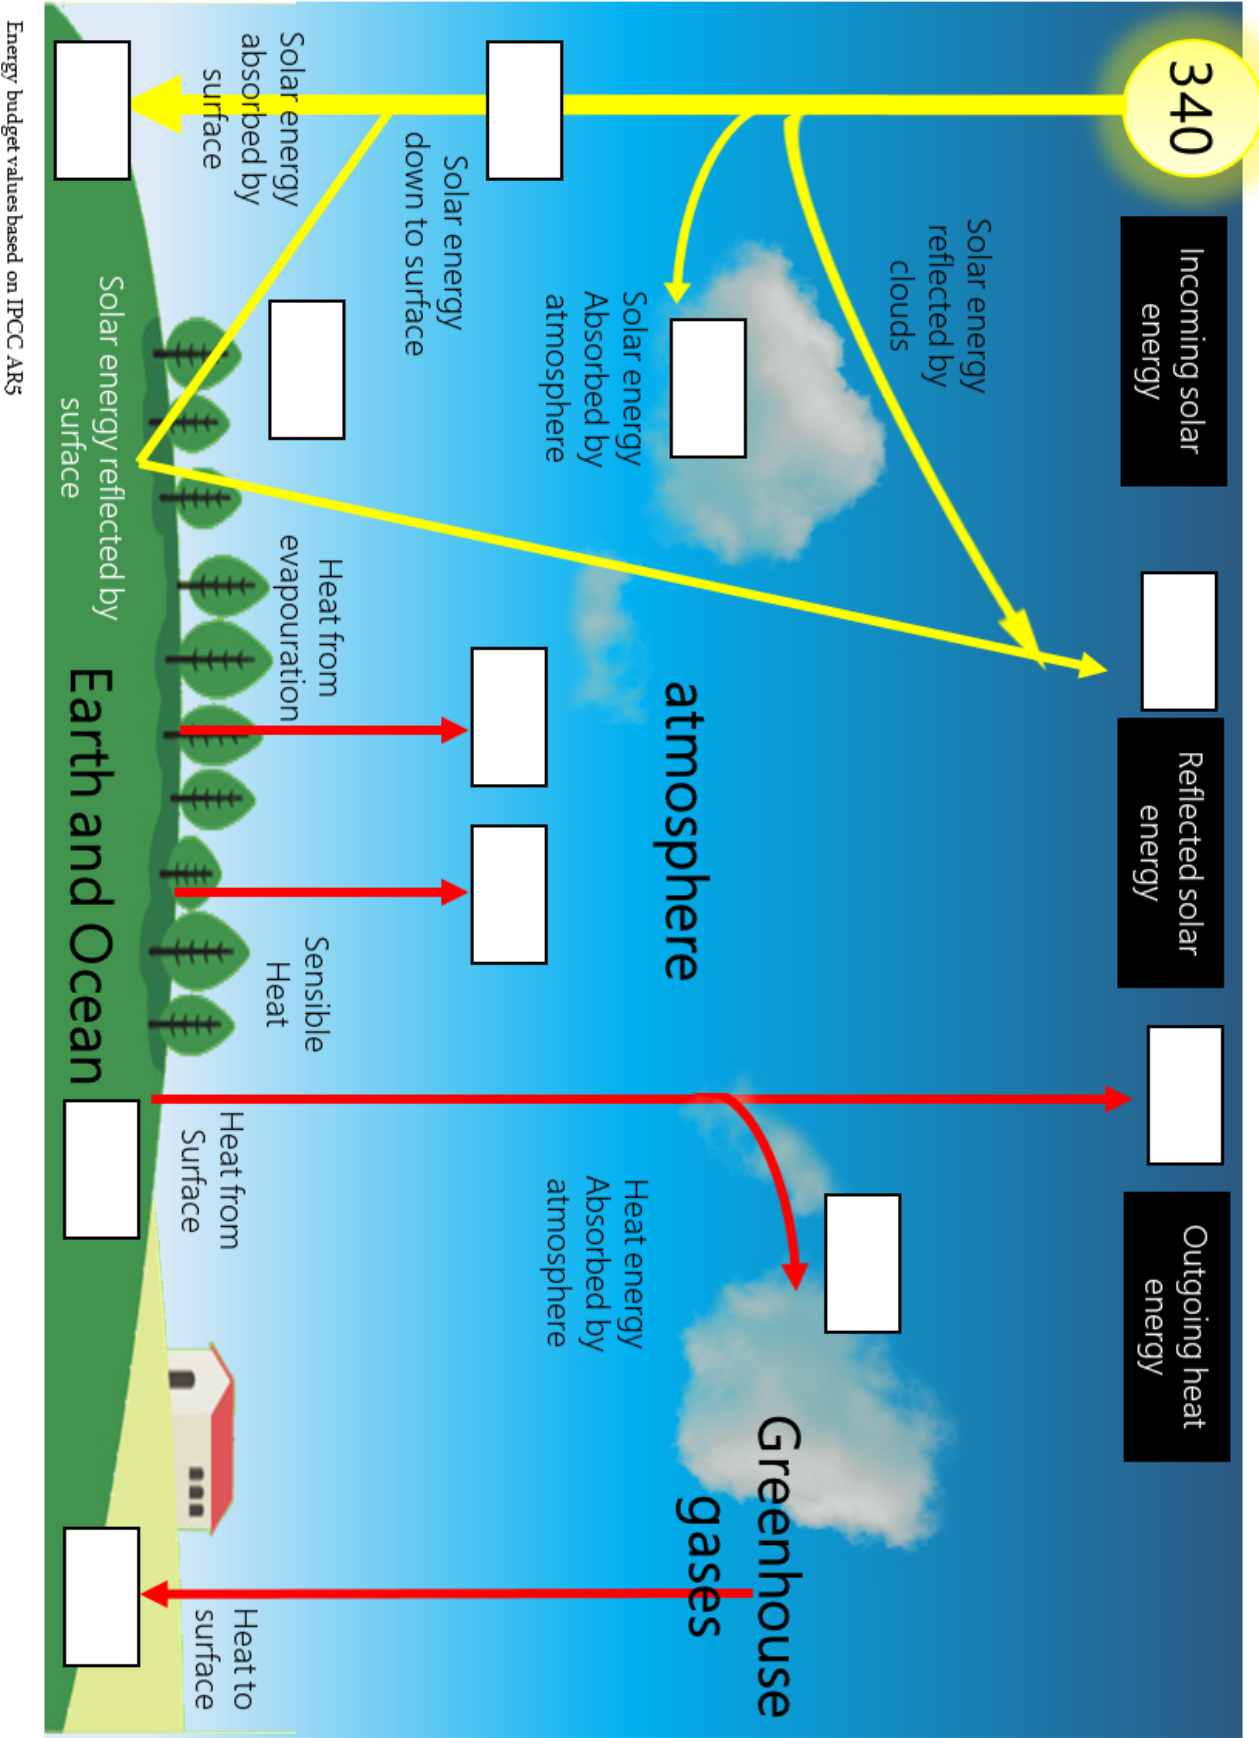 340
Incoming solar
energy
Reflected solar
energy
Outgoing heat
energy
Solar energy
reflected by
clouds
Solar energy
Absorbed by
atmosphere
atmosphere
Greenhouse
gases
Heat energy
Absorbed by
atmosphere
Solar energy
down to surface
Solar energy
absorbed by
surface
Heat from
evapouration
Sensible
Heat
Heat from
Surface
Heat to
surface
Solar energy reflected by
surface
Earth and Ocean
Energy budget values based on IPCC AR5